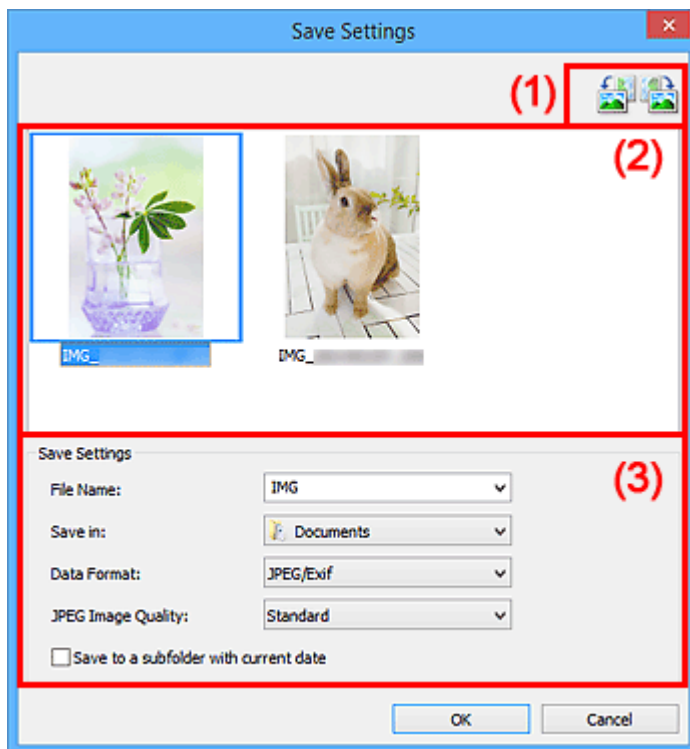 Save Settings
(1)
(2)
IMG_
IMG_
Save Settings
(3)
File Name: IMG
Save in: Documents
Data Format: JPEG/Exif
JPEG Image Quality: Standard
Save to a subfolder with current date
OK Cancel